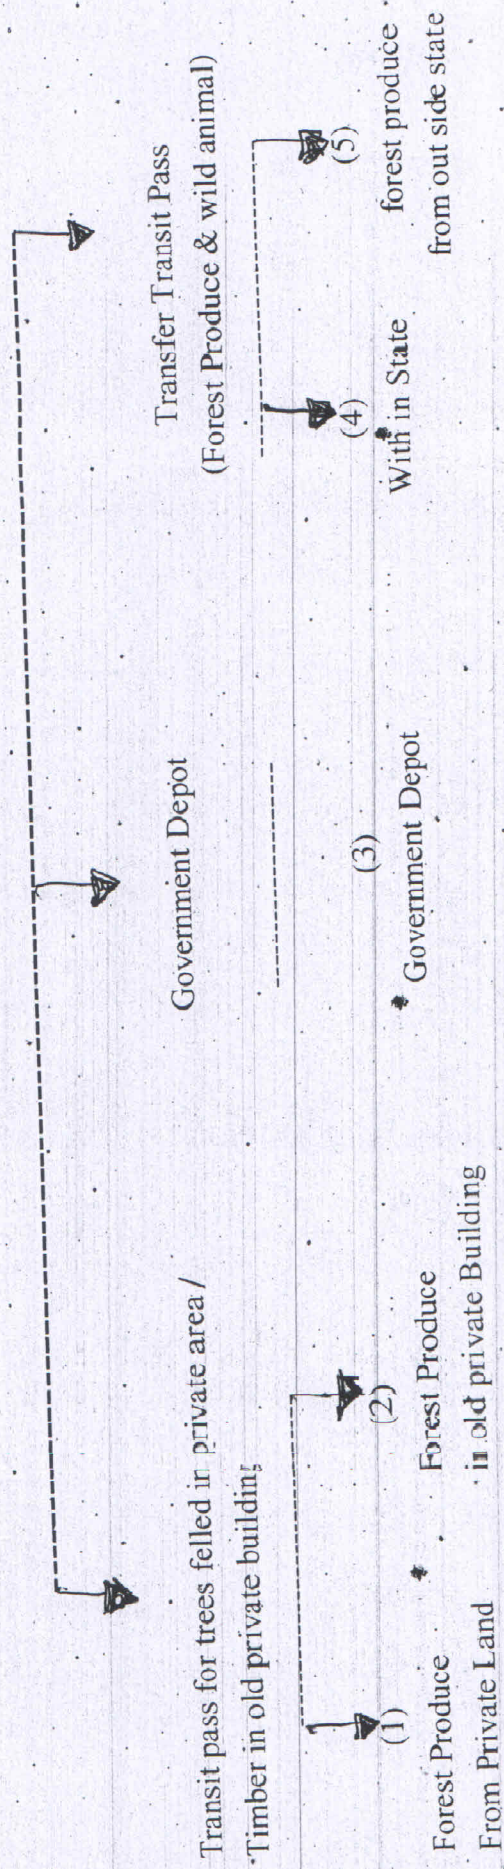 Transit pass for trees felled in private area /
Timber in old private building
Government Depot
Transfer Transit Pass
(Forest Produce & wild animal)
(1)
Forest Produce
From Private Land
(2)
Forest Produce
in old private Building
(3)
Government Depot
(4)
With in State
(5)
forest produce
from out side state